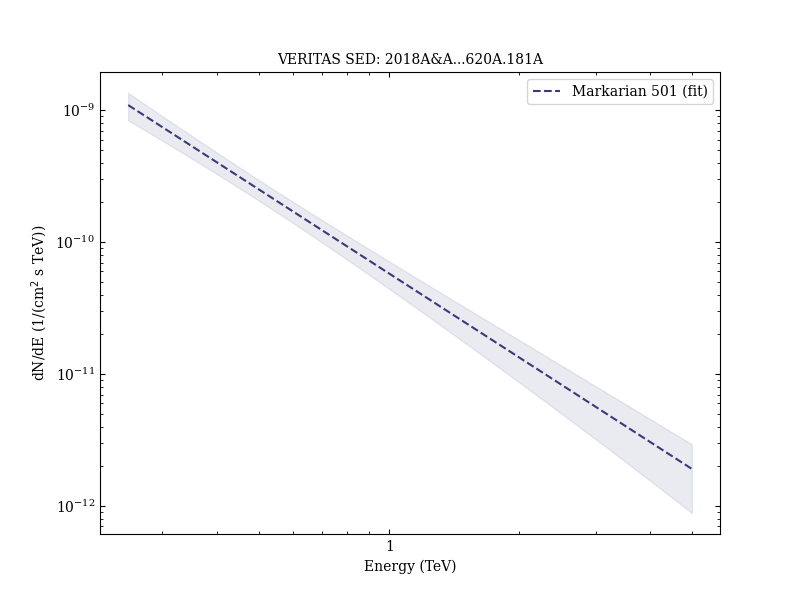 VERITAS SED: 2018A&A...620A.181A
Markarian 501 (fit)
10⁻⁹
10⁻¹⁰
10⁻¹¹
10⁻¹²
dN/dE (1/(cm² s TeV))
1
Energy (TeV)